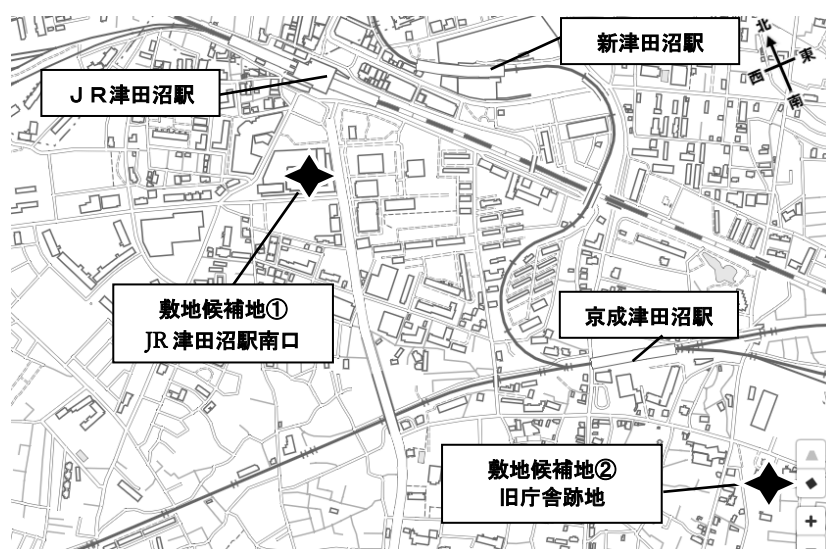 新津田沼駅
北
東
西
南
ＪＲ津田沼駅
敷地候補地①
JR 津田沼駅南口
京成津田沼駅
敷地候補地②
旧庁舎跡地
+